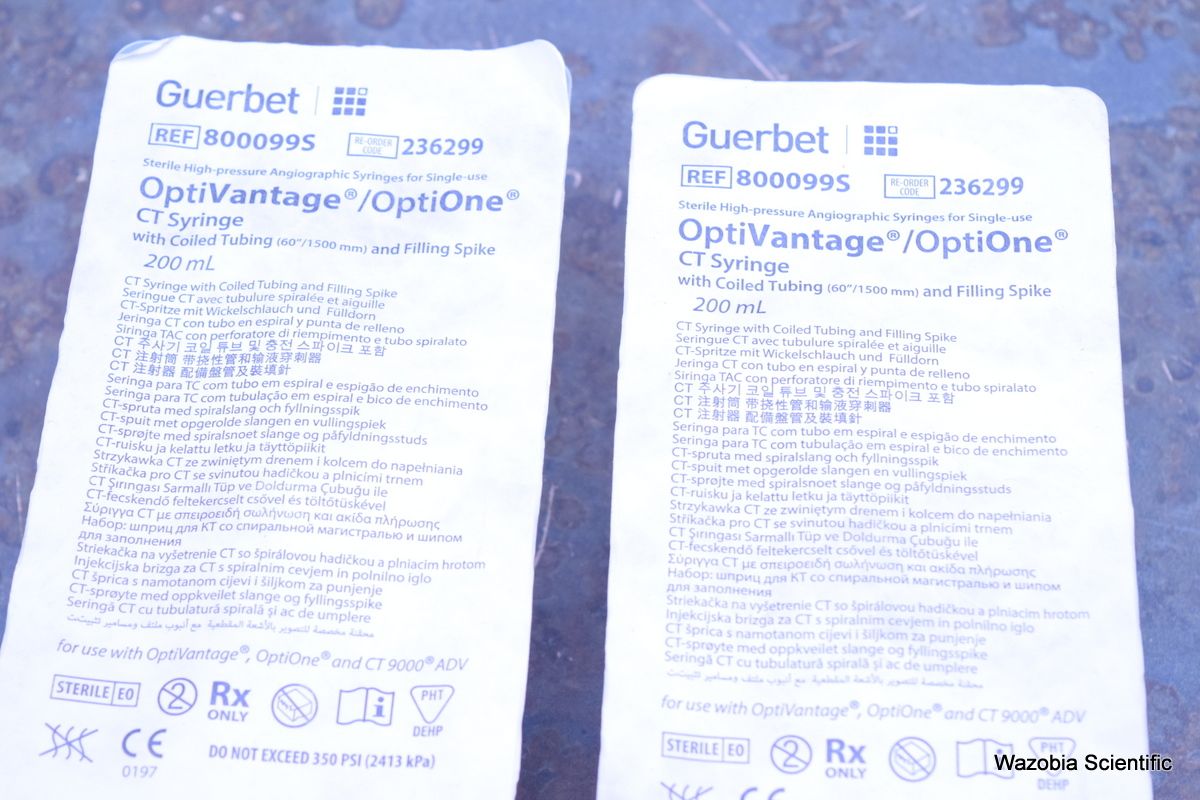 Guerbet
REF 800099S RE-ORDER CODE 236299
Sterile High-pressure Angiographic Syringes for Single-use
OptiVantage®/OptiOne®
CT Syringe
with Coiled Tubing (60"/1500 mm) and Filling Spike
200 mL
CT Syringe with Coiled Tubing and Filling Spike
Seringue CT avec tubulure spiralée et aiguille
CT-Spritze mit Wickelschlauch und Fülldorn
Jeringa CT con tubo en espiral y punta de relleno
Siringa TAC con perforatore di riempimento e tubo spiralato
CT 주사기 코일 튜브 및 충전 스파이크 포함
CT 注射筒 带挠性管和输液穿刺器
CT 注射器 配備盤管及裝填針
Seringa para TC com tubo em espiral e espigão de enchimento
Seringa para TC com tubulação em espiral e bico de enchimento
CT-spruta med spiralslang och fyllningsspik
CT-spuit met opgerolde slangen en vullingspiek
CT-sprøjte med spiralsnoet slange og påfyldningsstuds
CT-ruisku ja kelattu letku ja täyttöpiikit
Strzykawka CT ze zwiniętym drenem i kolcem do napełniania
Stříkačka pro CT se svinutou hadičkou a plnicími trnem
CT Şırıngası Sarmallı Tüp ve Doldurma Çubuğu ile
CT-fecskendő feltekercselt csővel és töltőtüskével
Σύριγγα CT με σπειροειδή σωλήνωση και ακίδα πλήρωσης
Набор: шприц для КТ со спиральной магистралью и шипом
для заполнения
Striekačka na vyšetrenie CT so špirálovou hadičkou a plniacim hrotom
Injekcijska brizga za CT s spiralnim cevjem in polnilno iglo
CT šprica s namotanom cijevi i šiljkom za punjenje
CT-sprøyte med oppkveilet slange og fyllingsspike
Seringă CT cu tubulatură spirală și ac de umplere
محقنة مخصصة للتصوير بالأشعة المقطعية مع أنبوب ملتف ومسامير تثبيت
for use with OptiVantage®, OptiOne® and CT 9000® ADV
STERILE EO 2 Rx ONLY i PHT DEHP
CE 0197 DO NOT EXCEED 350 PSI (2413 kPa)
Guerbet
REF 800099S RE-ORDER CODE 236299
Sterile High-pressure Angiographic Syringes for Single-use
OptiVantage®/OptiOne®
CT Syringe
with Coiled Tubing (60"/1500 mm) and Filling Spike
200 mL
CT Syringe with Coiled Tubing and Filling Spike
Seringue CT avec tubulure spiralée et aiguille
CT-Spritze mit Wickelschlauch und Fülldorn
Jeringa CT con tubo en espiral y punta de relleno
Siringa TAC con perforatore di riempimento e tubo spiralato
CT 주사기 코일 튜브 및 충전 스파이크 포함
CT 注射筒 带挠性管和输液穿刺器
CT 注射器 配備盤管及裝填針
Seringa para TC com tubo em espiral e espigão de enchimento
Seringa para TC com tubulação em espiral e bico de enchimento
CT-spruta med spiralslang och fyllningsspik
CT-spuit met opgerolde slangen en vullingspiek
CT-sprøjte med spiralsnoet slange og påfyldningsstuds
CT-ruisku ja kelattu letku ja täyttöpiikit
Strzykawka CT ze zwiniętym drenem i kolcem do napełniania
Stříkačka pro CT se svinutou hadičkou a plnicími trnem
CT Şırıngası Sarmallı Tüp ve Doldurma Çubuğu ile
CT-fecskendő feltekercselt csővel és töltőtüskével
Σύριγγα CT με σπειροειδή σωλήνωση και ακίδα πλήρωσης
Набор: шприц для КТ со спиральной магистралью и шипом
для заполнения
Striekačka na vyšetrenie CT so špirálovou hadičkou a plniacim hrotom
Injekcijska brizga za CT s spiralnim cevjem in polnilno iglo
CT šprica s namotanom cijevi i šiljkom za punjenje
CT-sprøyte med oppkveilet slange og fyllingsspike
Seringă CT cu tubulatură spirală și ac de umplere
محقنة مخصصة للتصوير بالأشعة المقطعية مع أنبوب ملتف ومسامير تثبيت
for use with OptiVantage®, OptiOne® and CT 9000® ADV
STERILE EO 2 Rx ONLY i PHT DEHP
Wazobia Scientific